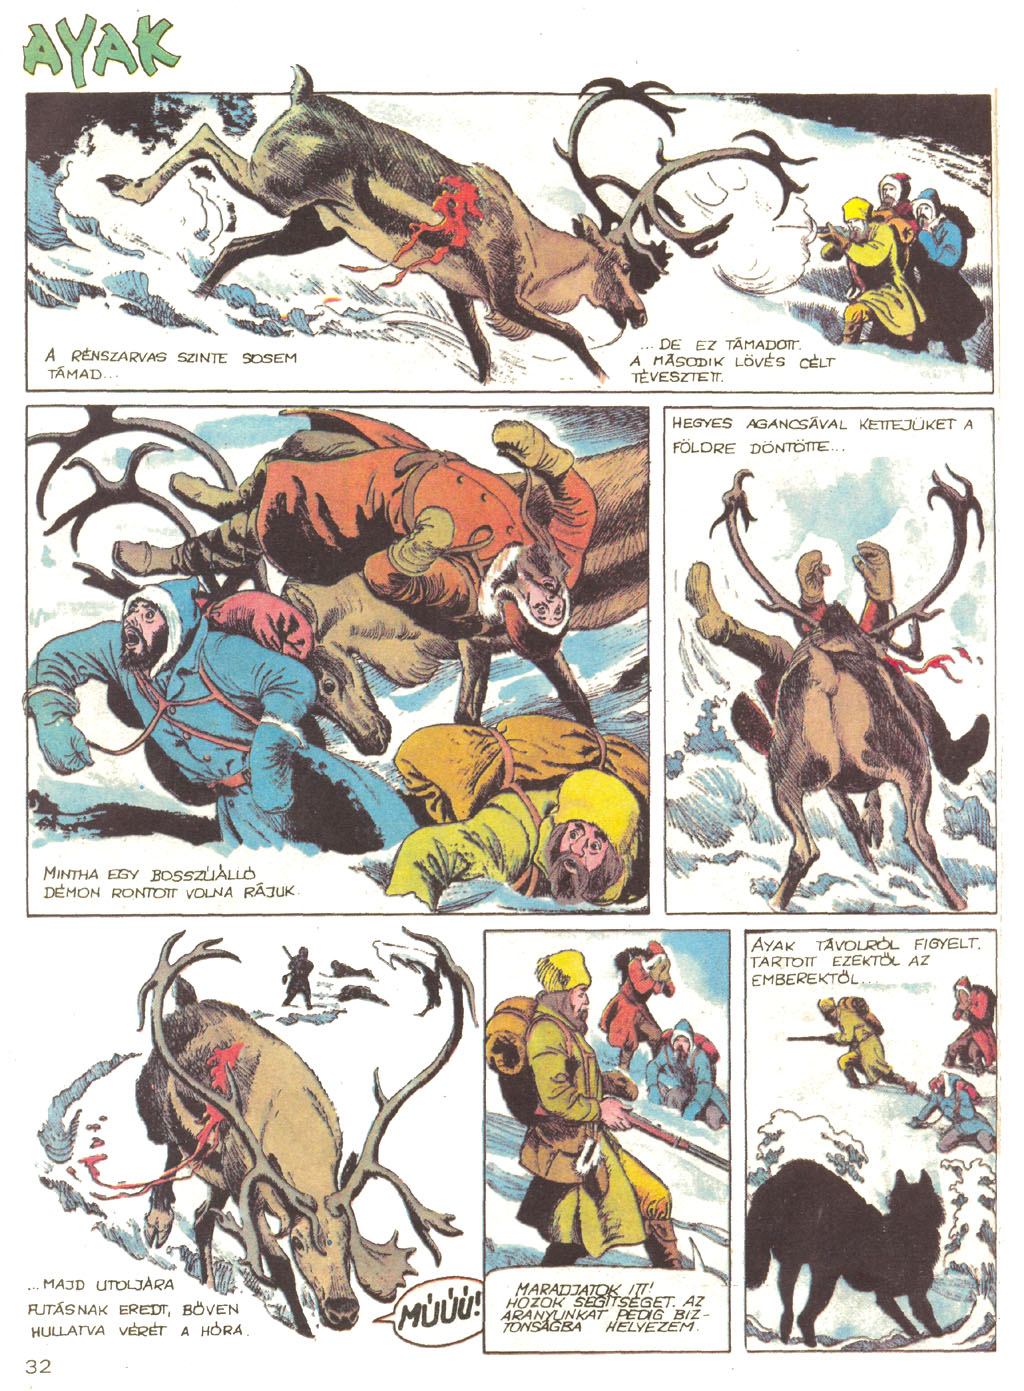 AYAK
A RÉNSZARVAS SZINTE SOSEM
TÁMAD...
...DE EZ TÁMADOTT.
A MÁSODIK LÖVÉS CÉLT
TÉVESZTETT.
MINTHA EGY BOSSZÚÁLLÓ
DÉMON RONTOTT VOLNA RÁJUK.
HEGYES AGANCSÁVAL KETTEJÜKET A
FÖLDRE DÖNTÖTTE...
...MAJD UTOLJÁRA
FUTÁSNAK EREDT, BŐVEN
HULLATVA VÉRÉT A HÓRA.
MÚÚÚ!
MARADJATOK ITT!
HOZOK SEGÍTSÉGET. AZ
ARANYUNKAT PEDIG BIZ-
TONSÁGBA HELYEZEM.
AYAK TÁVOLRÓL FIGYELT.
TARTOTT EZEKTŐL AZ
EMBEREKTŐL...
32